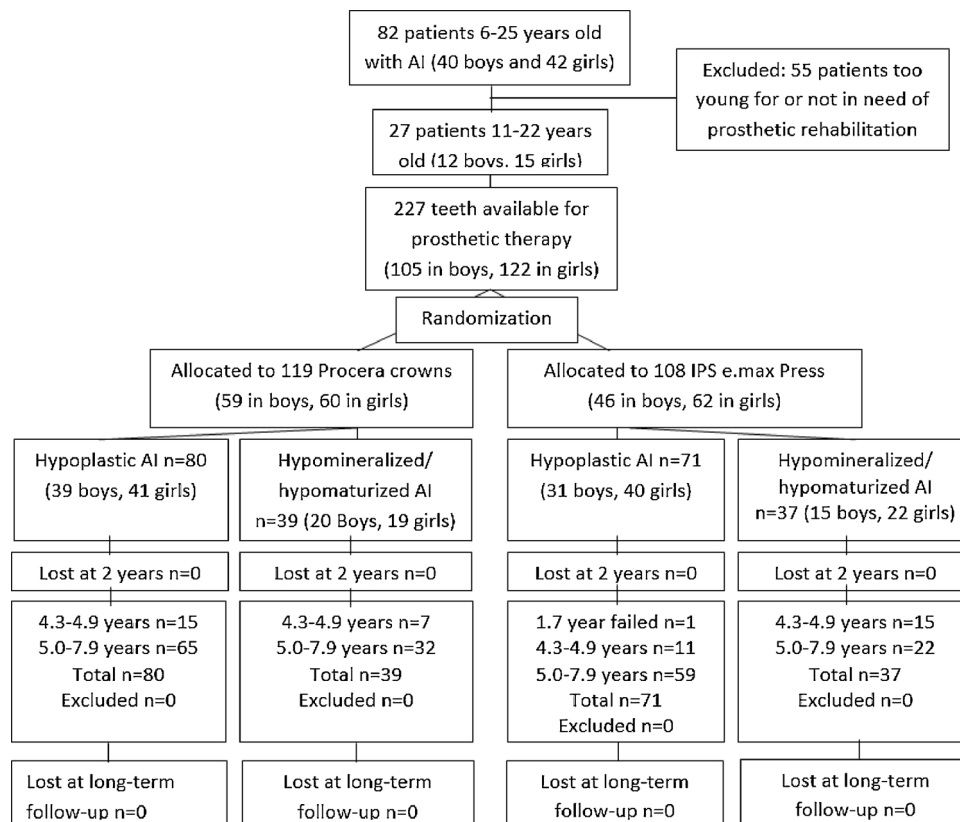 82 patients 6-25 years old
with AI (40 boys and 42 girls)
Excluded: 55 patients too
young for or not in need of
prosthetic rehabilitation
27 patients 11-22 years
old (12 boys, 15 girls)
227 teeth available for
prosthetic therapy
(105 in boys, 122 in girls)
Randomization
Allocated to 119 Procera crowns
(59 in boys, 60 in girls)
Allocated to 108 IPS e.max Press
(46 in boys, 62 in girls)
Hypoplastic AI n=80
(39 boys, 41 girls)
Hypomineralized/
hypomaturized AI
n=39 (20 Boys, 19 girls)
Hypoplastic AI n=71
(31 boys, 40 girls)
Hypomineralized/
hypomaturized AI
n=37 (15 boys, 22 girls)
Lost at 2 years n=0
Lost at 2 years n=0
Lost at 2 years n=0
Lost at 2 years n=0
4.3-4.9 years n=15
5.0-7.9 years n=65
Total n=80
Excluded n=0
4.3-4.9 years n=7
5.0-7.9 years n=32
Total n=39
Excluded n=0
1.7 year failed n=1
4.3-4.9 years n=11
5.0-7.9 years n=59
Total n=71
Excluded n=0
4.3-4.9 years n=15
5.0-7.9 years n=22
Total n=37
Excluded n=0
Lost at long-term
follow-up n=0
Lost at long-term
follow-up n=0
Lost at long-term
follow-up n=0
Lost at long-term
follow-up n=0